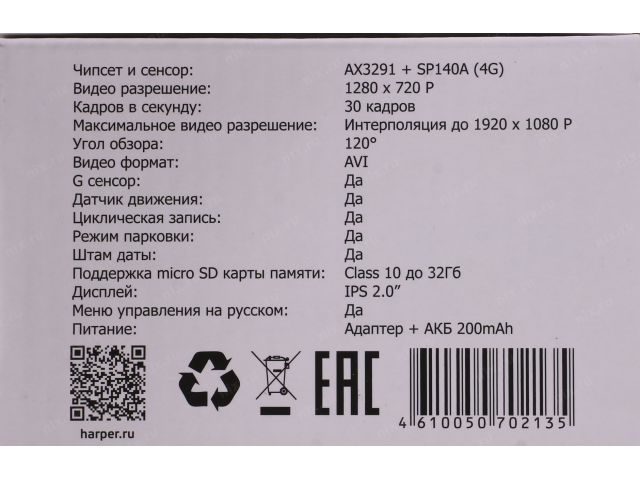 Чипсет и сенсор: AX3291 + SP140A (4G)
Видео разрешение: 1280 x 720 P
Кадров в секунду: 30 кадров
Максимальное видео разрешение: Интерполяция до 1920 x 1080 P
Угол обзора: 120°
Видео формат: AVI
G сенсор: Да
Датчик движения: Да
Циклическая запись: Да
Режим парковки: Да
Штам даты: Да
Поддержка micro SD карты памяти: Class 10 до 32Гб
Дисплей: IPS 2.0”
Меню управления на русском: Да
Питание: Адаптер + АКБ 200mAh
EAC
harper.ru
4 610050 702135